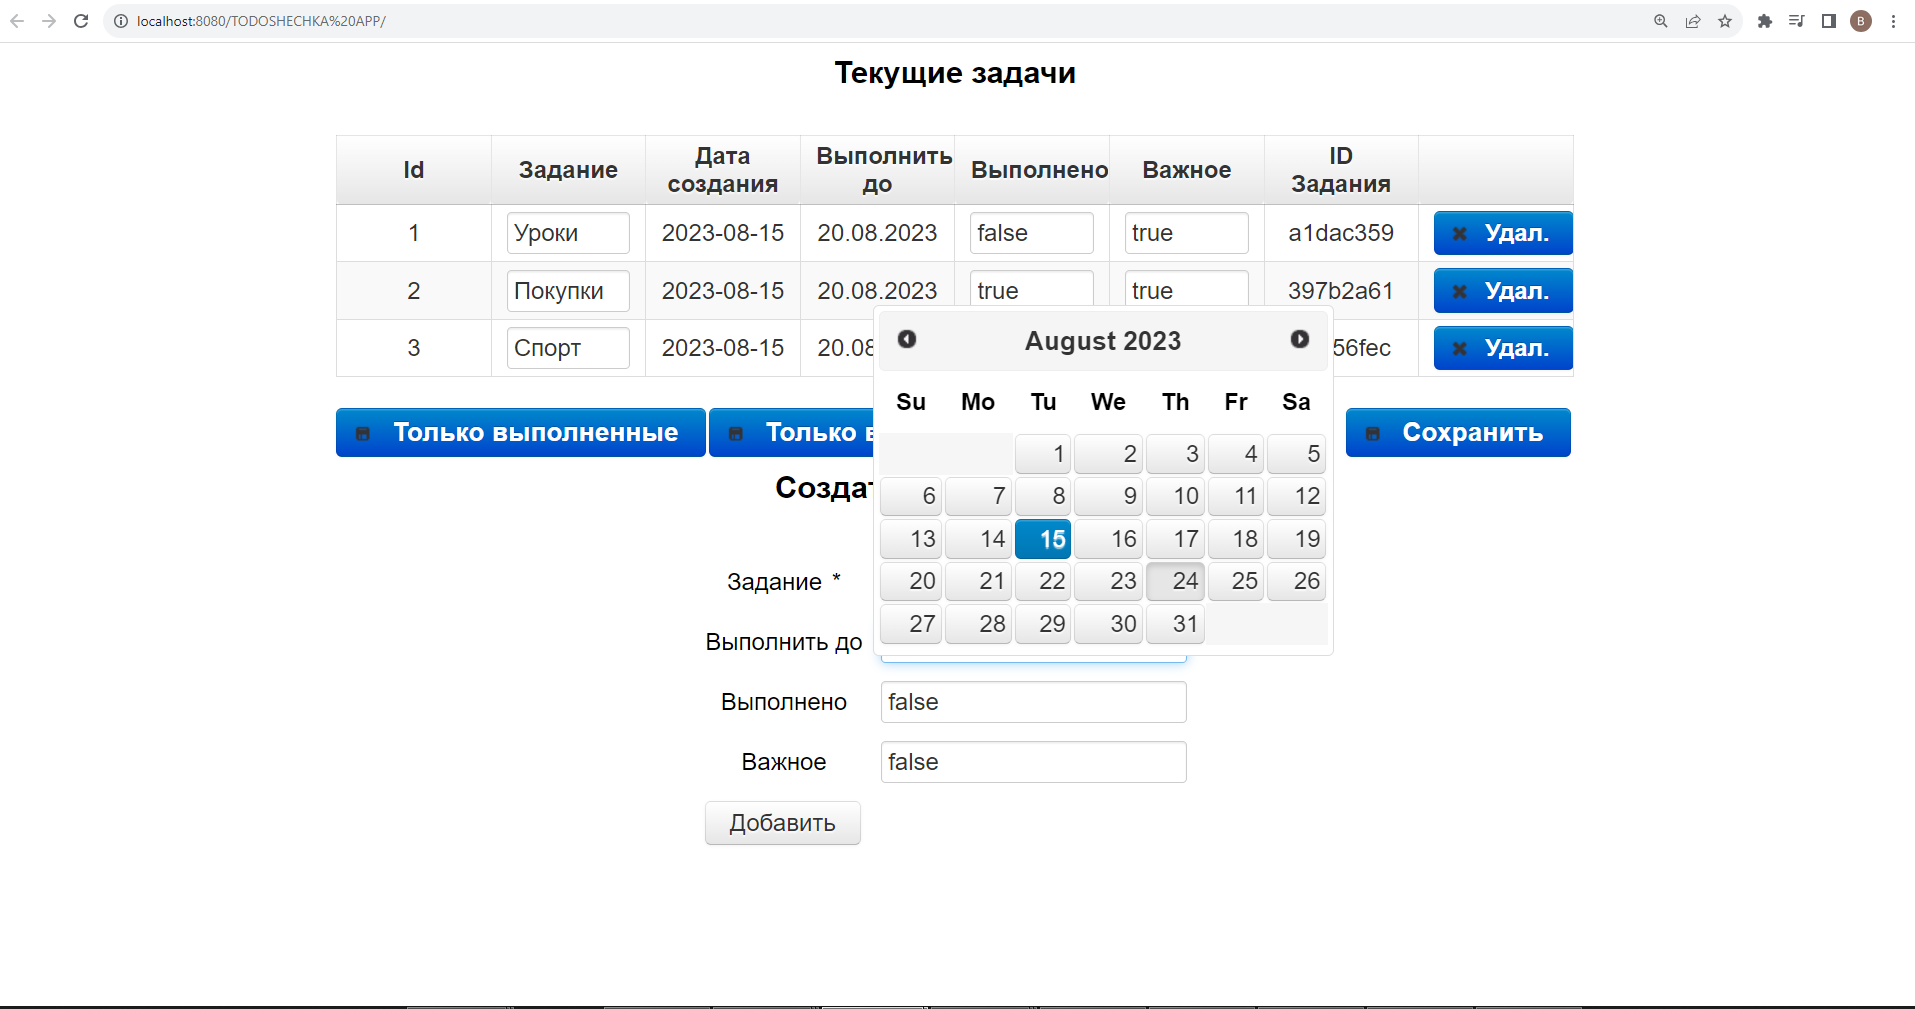 localhost:8080/TODOSHECHKA%20APP/
B
Текущие задачи
Id Задание Дата создания Выполнить до Выполнено Важное ID Задания
1 Уроки 2023-08-15 20.08.2023 false true a1dac359 Удал.
2 Покупки 2023-08-15 20.08.2023 true true 397b2a61 Удал.
3 Спорт 2023-08-15 20.08 56fec Удал.
Только выполненные Только Сохранить
August 2023
Su Mo Tu We Th Fr Sa
1 2 3 4 5
6 7 8 9 10 11 12
13 14 15 16 17 18 19
20 21 22 23 24 25 26
27 28 29 30 31
Создат
Задание *
Выполнить до
Выполнено false
Важное false
Добавить